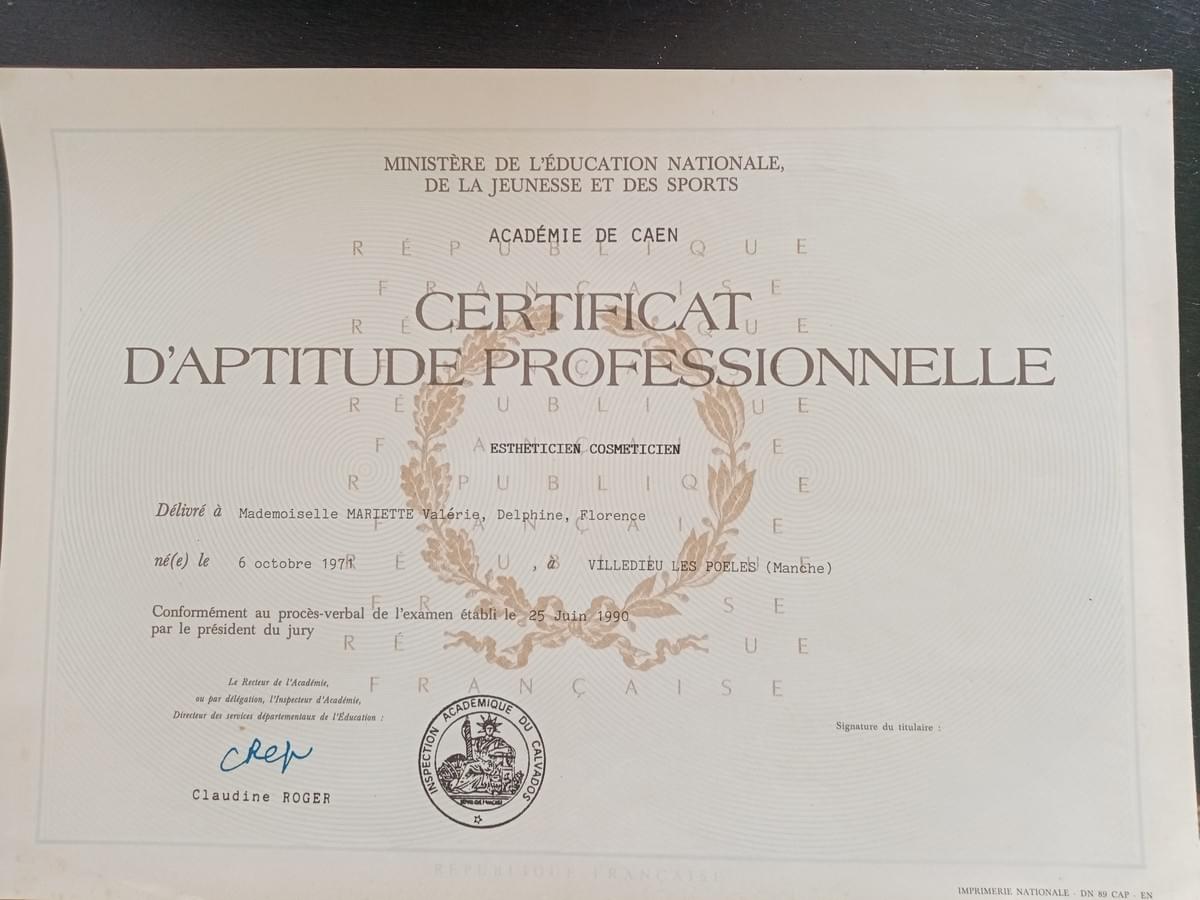 MINISTÈRE DE L'ÉDUCATION NATIONALE,
DE LA JEUNESSE ET DES SPORTS
ACADÉMIE DE CAEN
CERTIFICAT
D'APTITUDE PROFESSIONNELLE
ESTHETICIEN COSMETICIEN
Délivré à Mademoiselle MARIETTE Valérie, Delphine, Florence
né(e) le 6 octobre 1971 , à VILLEDIEU LES POELES (Manche)
Conformément au procès-verbal de l'examen établi le 25 Juin 1990
par le président du jury
Le Recteur de l'Académie,
ou par délégation, l'Inspecteur d'Académie,
Directeur des services départementaux de l'Éducation :
Claudine ROGER
INSPECTION ACADÉMIQUE DU CALVADOS
Signature du titulaire :
RÉPUBLIQUE FRANÇAISE
IMPRIMERIE NATIONALE - DN 89 CAP - EN